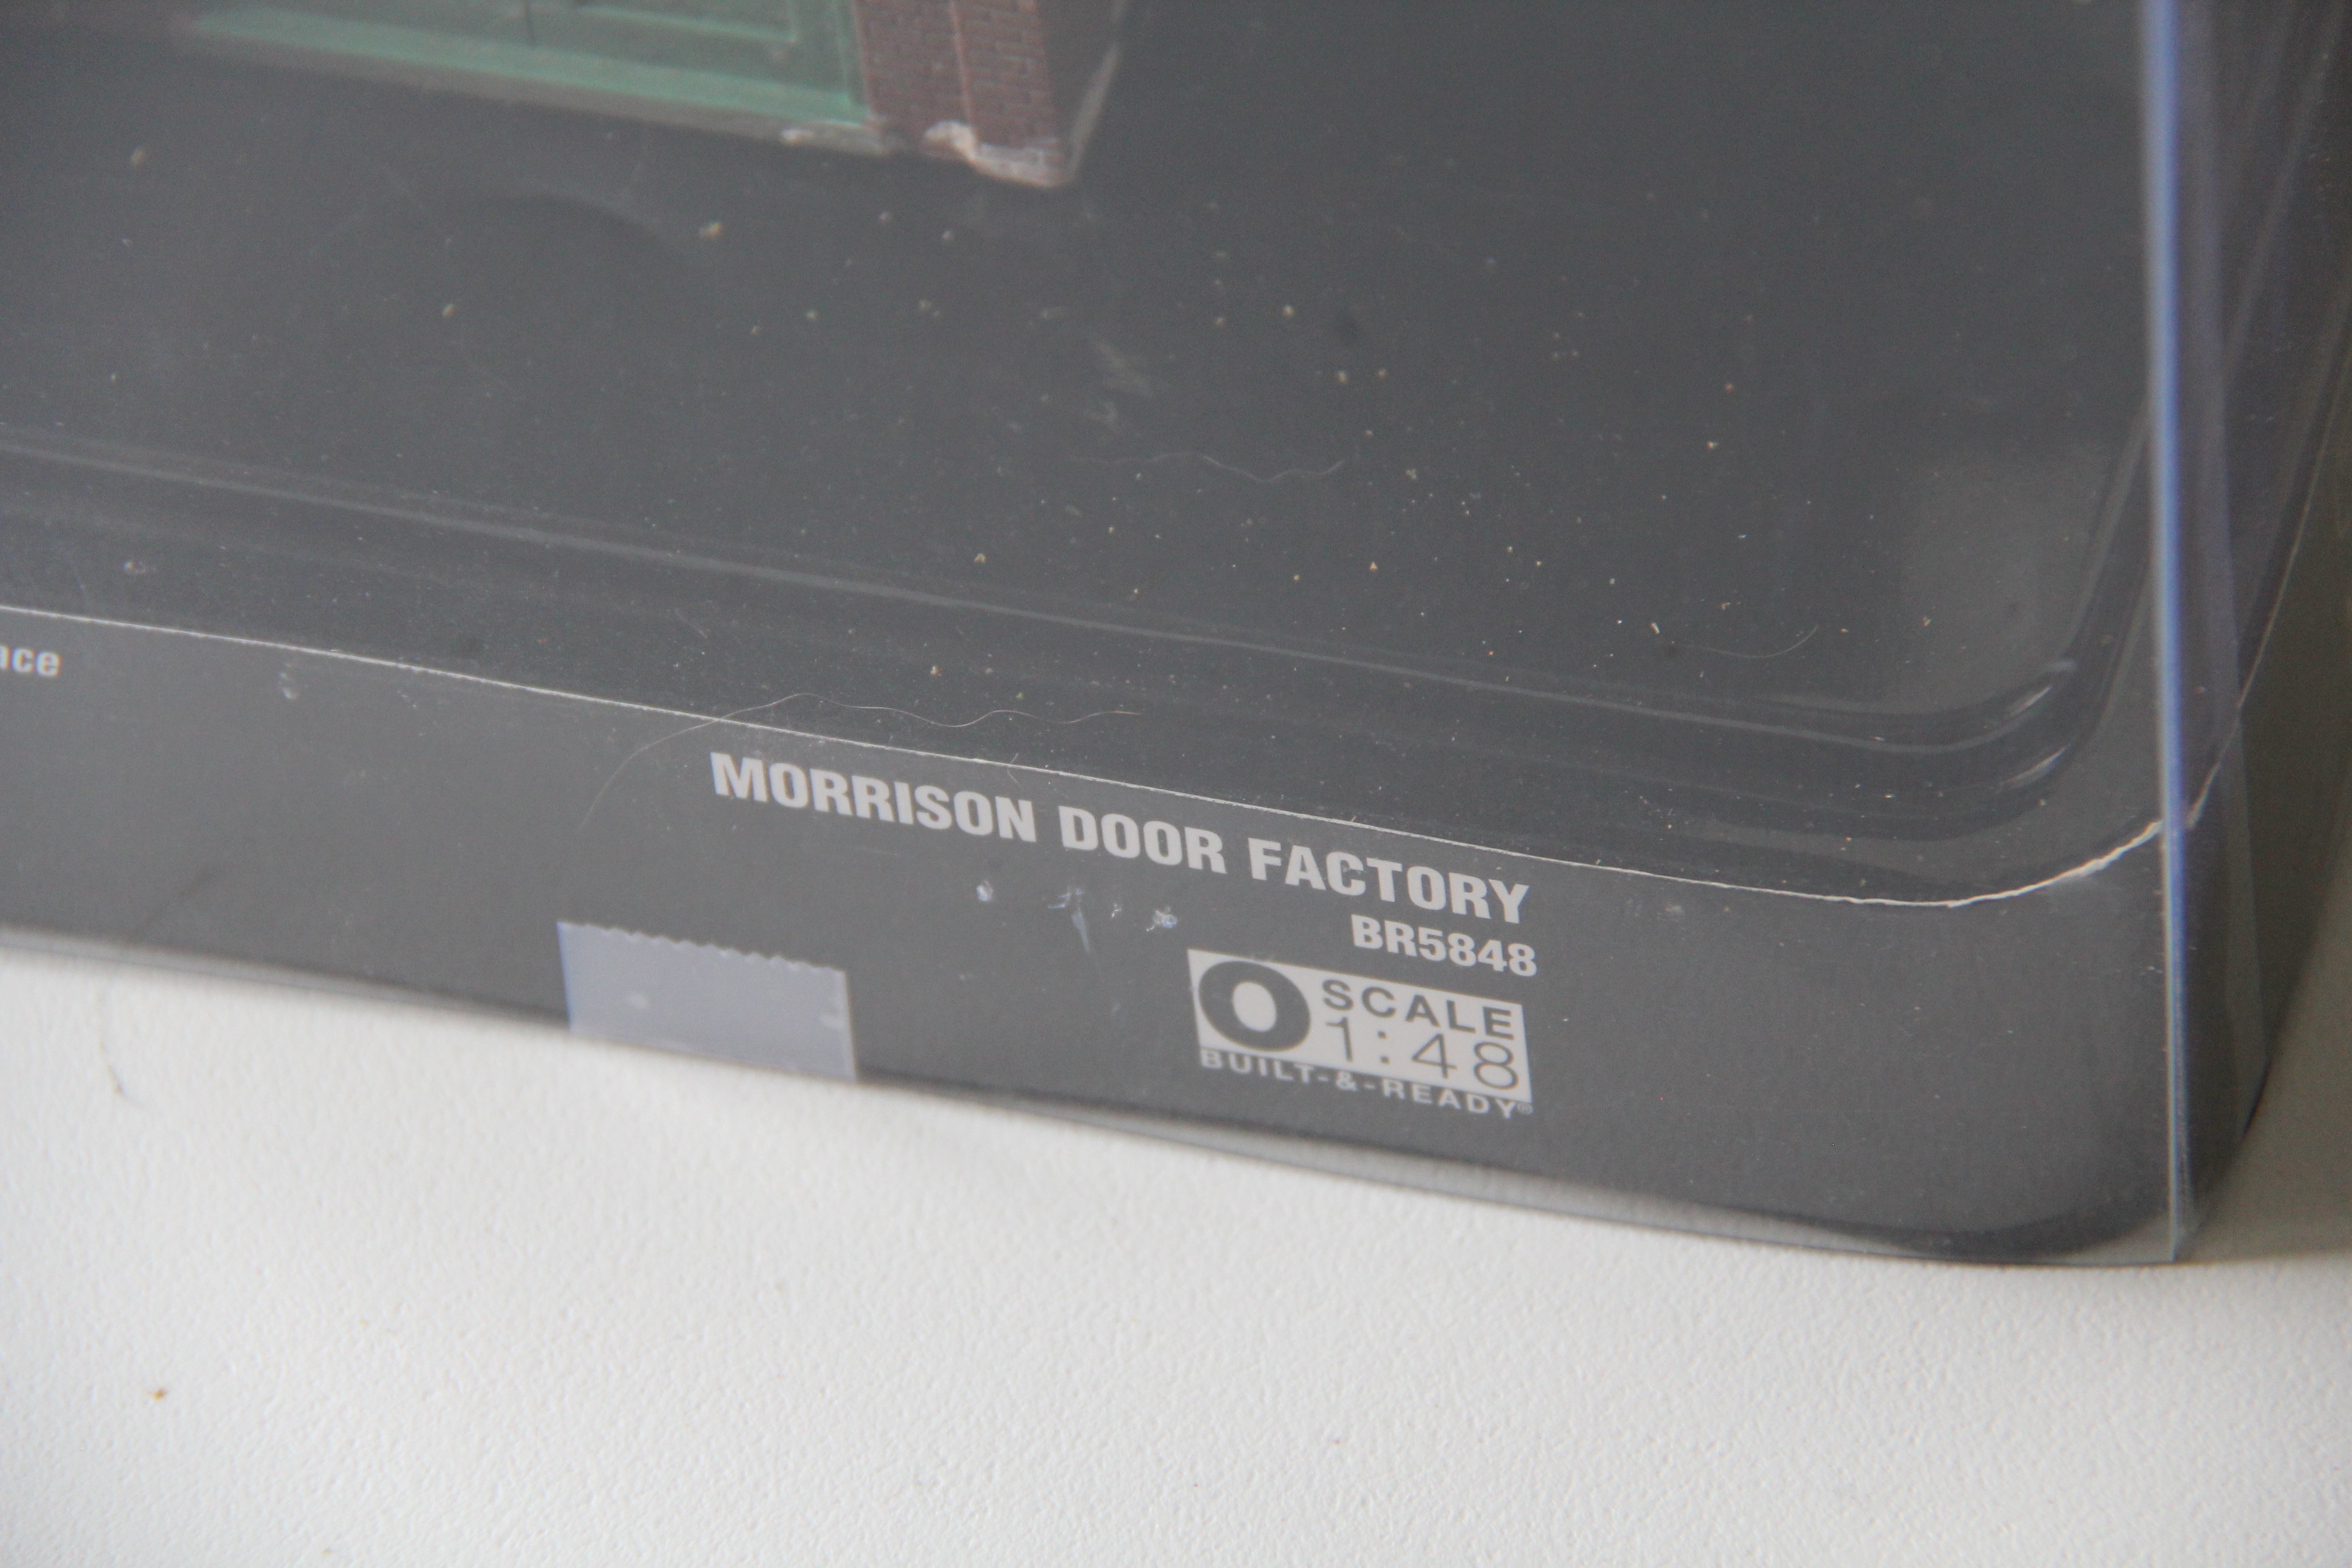 MORRISON DOOR FACTORY
BR5848
O SCALE
1:48
BUILT-&-READY®